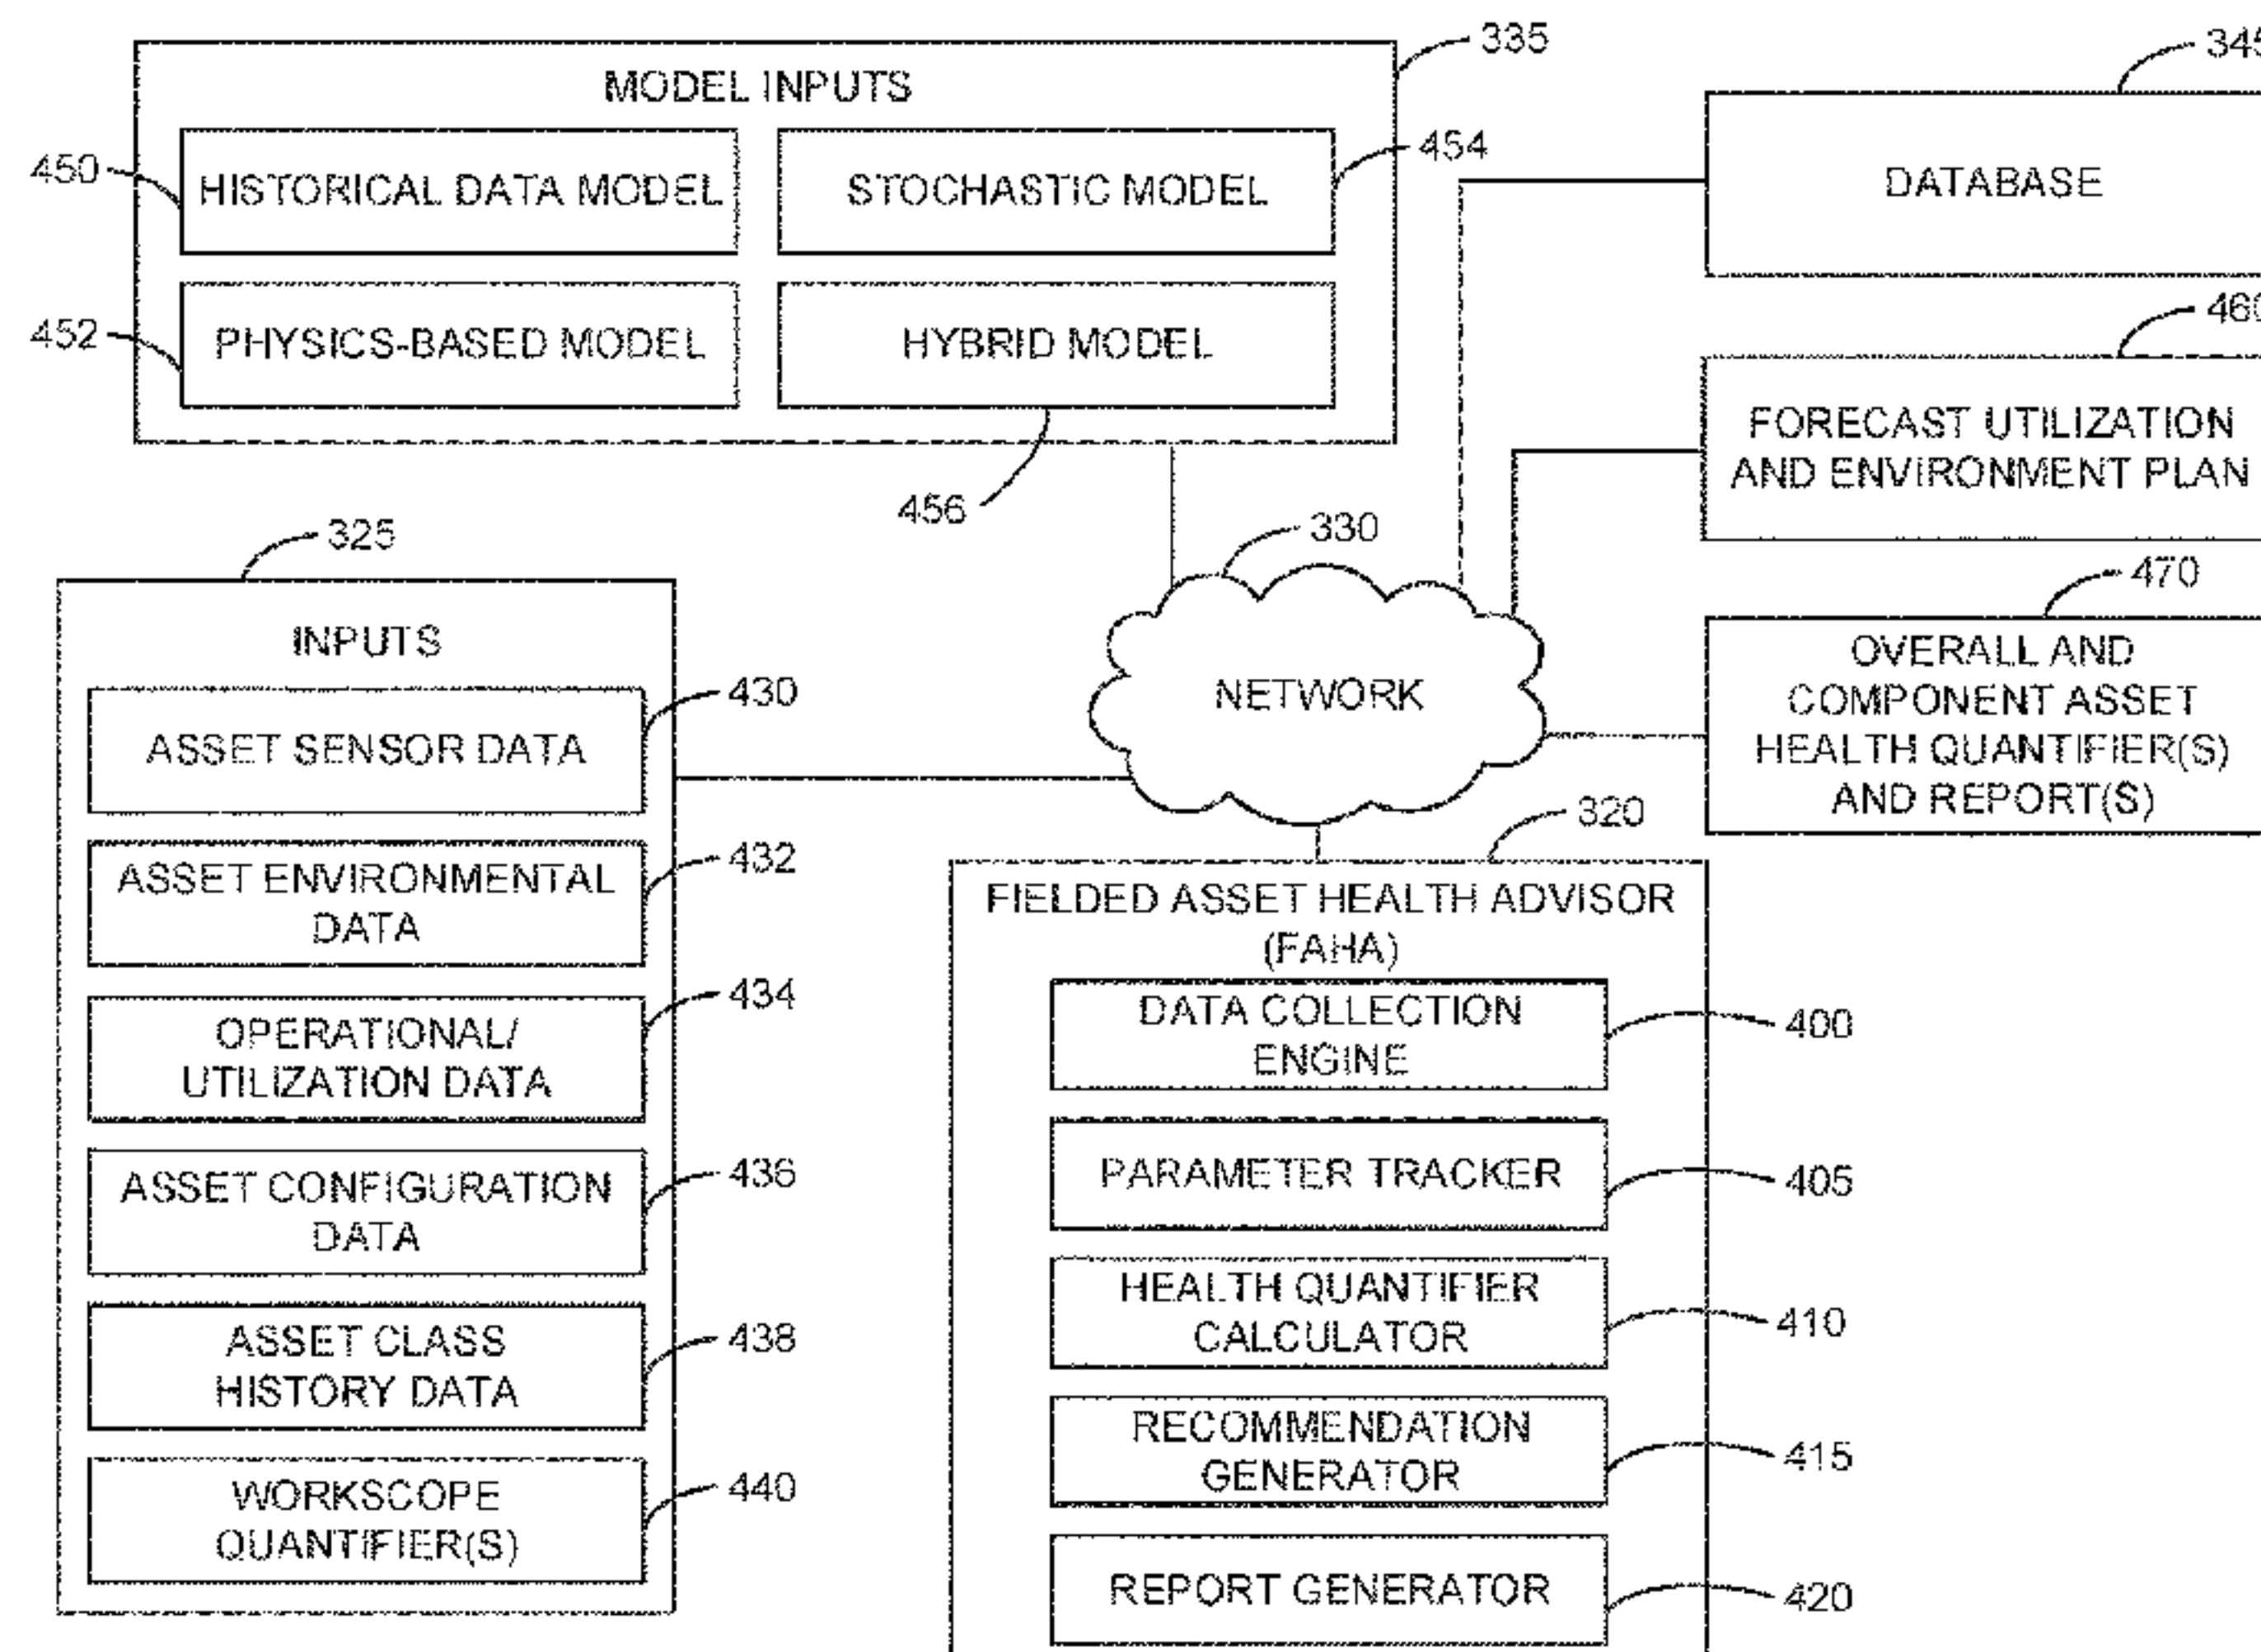 335
MODEL INPUTS
450
HISTORICAL DATA MODEL
STOCHASTIC MODEL
454
452
PHYSICS-BASED MODEL
HYBRID MODEL
456
345
DATABASE
460
FORECAST UTILIZATION
AND ENVIRONMENT PLAN
330
NETWORK
470
OVERALL AND
COMPONENT ASSET
HEALTH QUANTIFIER(S)
AND REPORT(S)
325
INPUTS
ASSET SENSOR DATA
430
ASSET ENVIRONMENTAL
DATA
432
OPERATIONAL/
UTILIZATION DATA
434
ASSET CONFIGURATION
DATA
436
ASSET CLASS
HISTORY DATA
438
WORKSCOPE
QUANTIFIER(S)
440
320
FIELDED ASSET HEALTH ADVISOR
(FAHA)
DATA COLLECTION
ENGINE
400
PARAMETER TRACKER
405
HEALTH QUANTIFIER
CALCULATOR
410
RECOMMENDATION
GENERATOR
415
REPORT GENERATOR
420